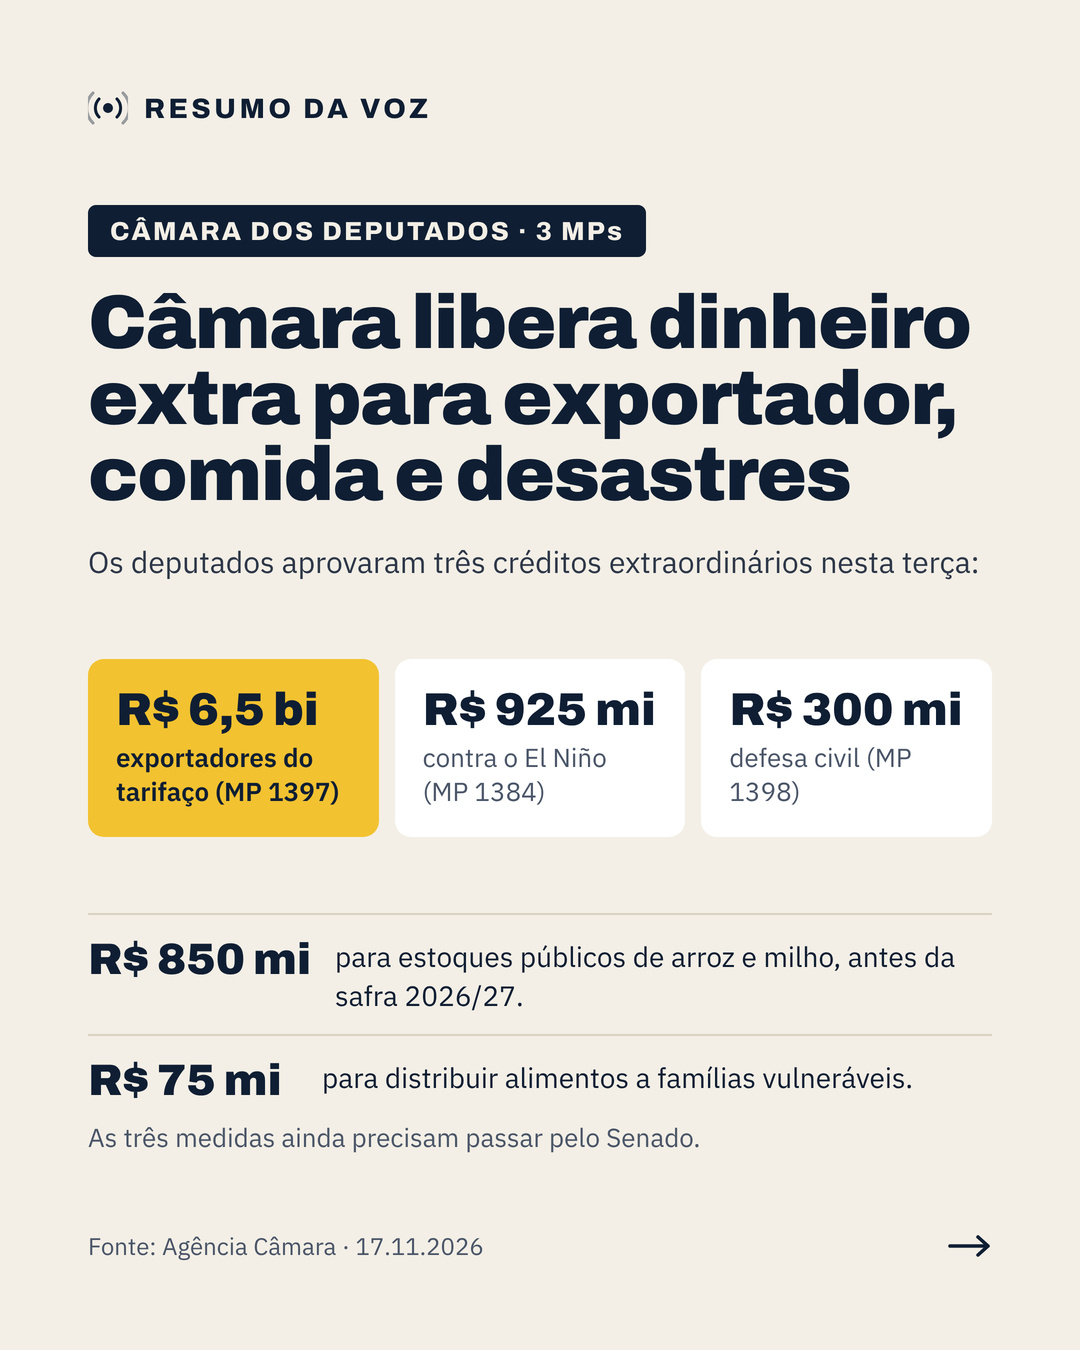 RESUMO DA VOZ
CÂMARA DOS DEPUTADOS · 3 MPs
Câmara libera dinheiro
extra para exportador,
comida e desastres
Os deputados aprovaram três créditos extraordinários nesta terça:
R$ 6,5 bi
exportadores do
tarifaço (MP 1397)
R$ 925 mi
contra o El Niño
(MP 1384)
R$ 300 mi
defesa civil (MP
1398)
R$ 850 mi para estoques públicos de arroz e milho, antes da
safra 2026/27.
R$ 75 mi para distribuir alimentos a famílias vulneráveis.
As três medidas ainda precisam passar pelo Senado.
Fonte: Agência Câmara · 17.11.2026